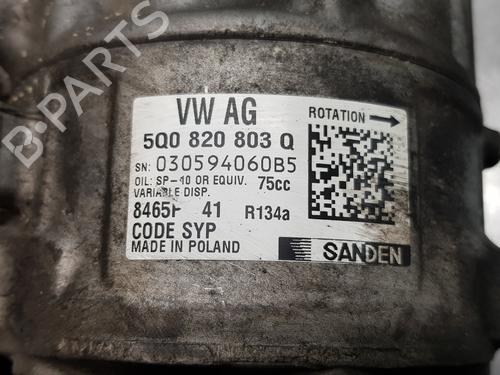 VW AG
ROTATION
5Q0 820 803 Q
SN: 030594060B5
OIL: SP-10 OR EQUIV. 75cc
VARIABLE DISP.
41 R134a
CODE SYP
MADE IN POLAND
SANDEN
B-PARTS